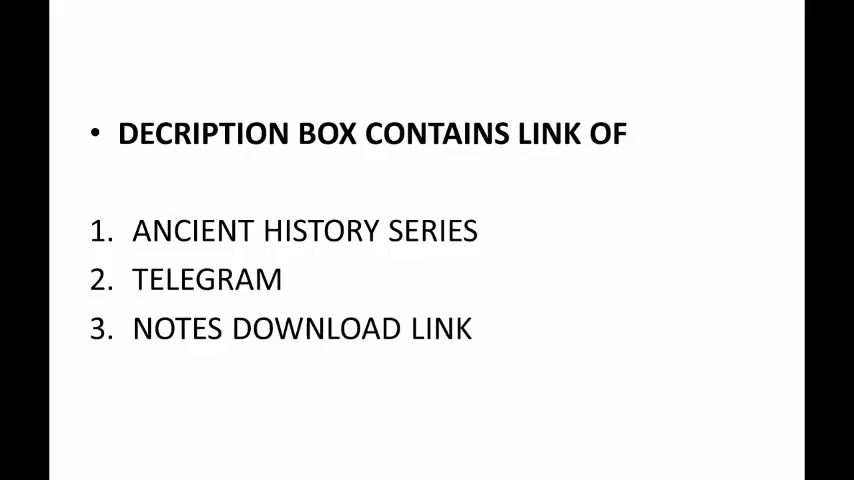 • DECRIPTION BOX CONTAINS LINK OF
1. ANCIENT HISTORY SERIES
2. TELEGRAM
3. NOTES DOWNLOAD LINK